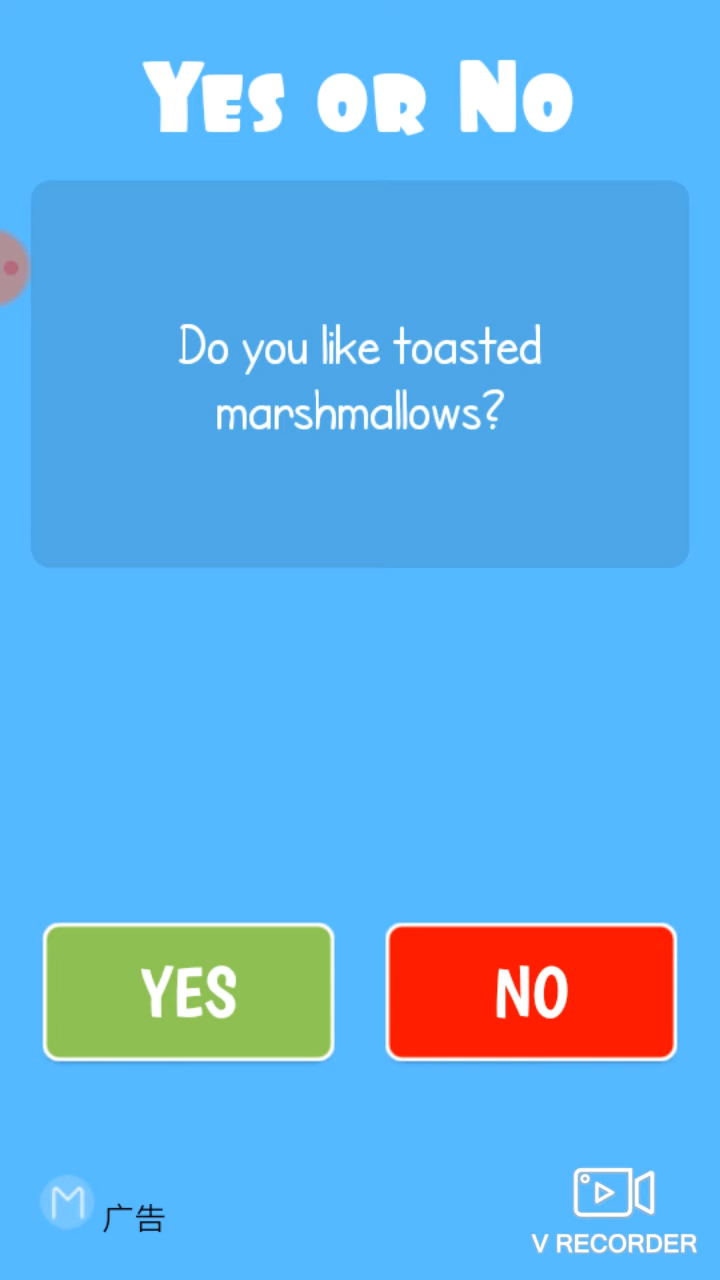 Yes or No
Do you like toasted
marshmallows?
YES
NO
M 广告
V RECORDER